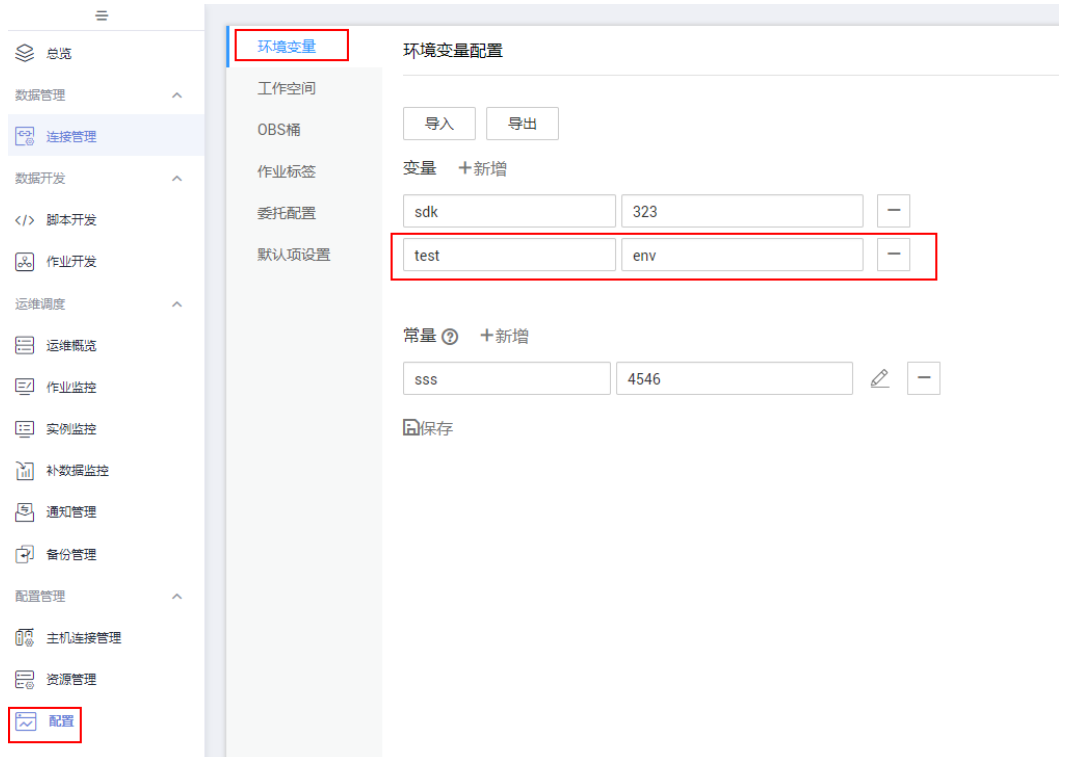 总览
数据管理
连接管理
数据开发
脚本开发
作业开发
运维调度
运维概览
作业监控
实例监控
补数据监控
通知管理
备份管理
配置管理
主机连接管理
资源管理
配置
环境变量
工作空间
OBS桶
作业标签
委托配置
默认项设置
环境变量配置
导入 导出
变量 +新增
sdk 323
test env
常量 +新增
sss 4546
保存